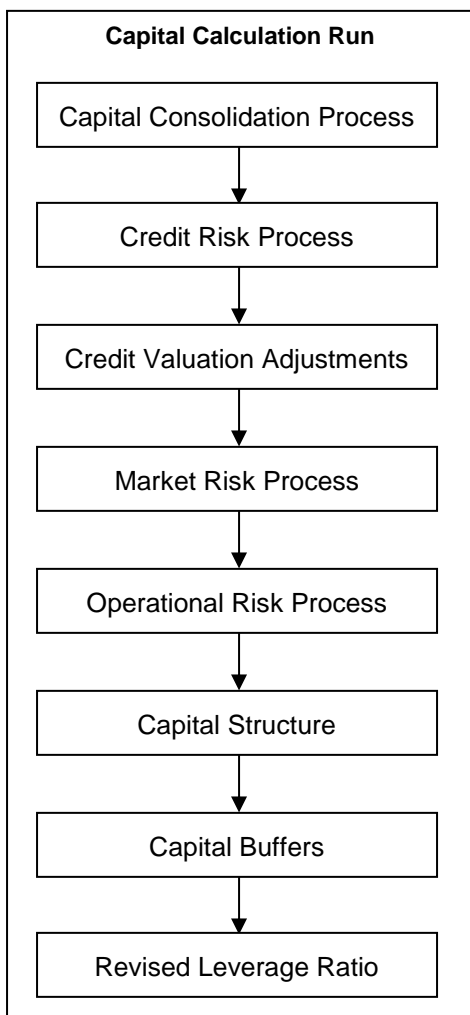 Capital Calculation Run
Capital Consolidation Process
Credit Risk Process
Credit Valuation Adjustments
Market Risk Process
Operational Risk Process
Capital Structure
Capital Buffers
Revised Leverage Ratio